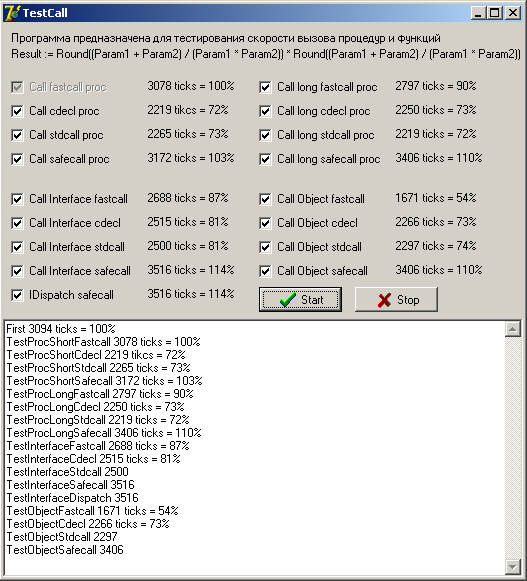 TestCall
Программа предназначена для тестирования скорости вызова процедур и функций
Result := Round((Param1 + Param2) / (Param1 * Param2)) * Round((Param1 + Param2) / (Param1 * Param2))
Call fastcall proc 3078 ticks = 100% Call long fastcall proc 2797 ticks = 90%
Call cdecl proc 2219 tikcs = 72% Call long cdecl proc 2250 ticks = 73%
Call stdcall proc 2265 ticks = 73% Call long stdcall proc 2219 ticks = 72%
Call safecall proc 3172 ticks = 103% Call long safecall proc 3406 ticks = 110%
Call Interface fastcall 2688 ticks = 87% Call Object fastcall 1671 ticks = 54%
Call Interface cdecl 2515 ticks = 81% Call Object cdecl 2266 ticks = 73%
Call Interface stdcall 2500 ticks = 81% Call Object stdcall 2297 ticks = 74%
Call Interface safecall 3516 ticks = 114% Call Object safecall 3406 ticks = 110%
IDispatch safecall 3516 ticks = 114% Start Stop
First 3094 ticks = 100%
TestProcShortFastcall 3078 ticks = 100%
TestProcShortCdecl 2219 tikcs = 72%
TestProcShortStdcall 2265 ticks = 73%
TestProcShortSafecall 3172 ticks = 103%
TestProcLongFastcall 2797 ticks = 90%
TestProcLongCdecl 2250 ticks = 73%
TestProcLongStdcall 2219 ticks = 72%
TestProcLongSafecall 3406 ticks = 110%
TestInterfaceFastcall 2688 ticks = 87%
TestInterfaceCdecl 2515 ticks = 81%
TestInterfaceStdcall 2500
TestInterfaceSafecall 3516
TestInterfaceDispatch 3516
TestObjectFastcall 1671 ticks = 54%
TestObjectCdecl 2266 ticks = 73%
TestObjectStdcall 2297
TestObjectSafecall 3406